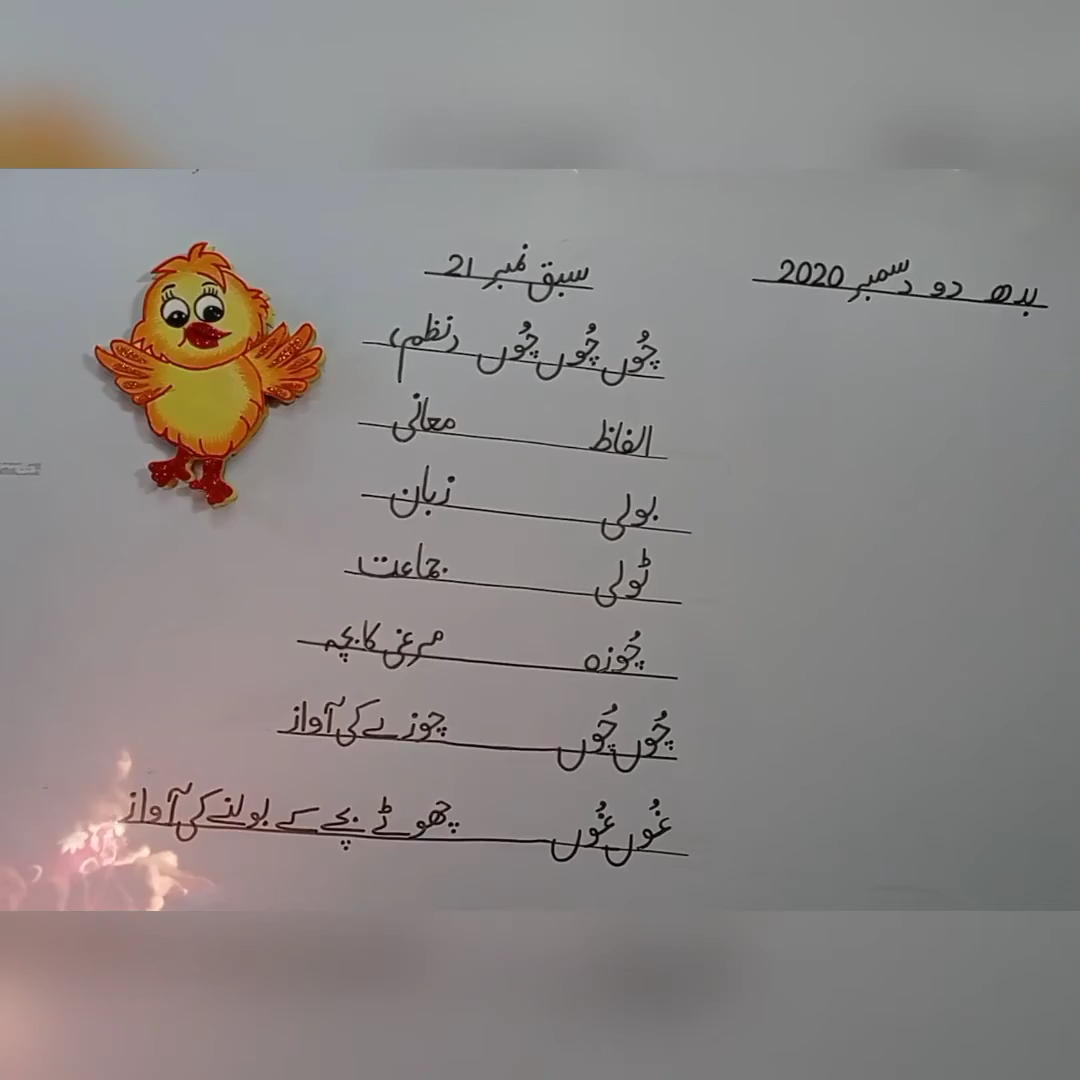 بدھ دو دسمبر 2020
سبق نمبر 21
چُوں چُوں چُوں (نظم)
الفاظ معانی
بولی زبان
ٹولی جماعت
چُوزہ مرغی کا بچہ
چُوں چُوں چوزے کی آواز
غُوں غُوں چھوٹے بچے کے بولنے کی آواز